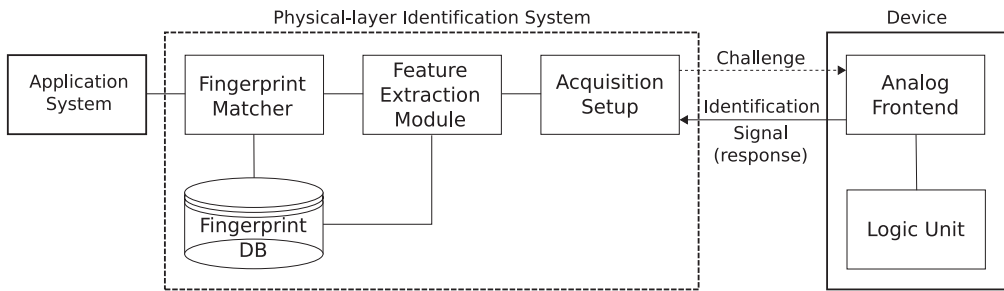 Physical-layer Identification System
Device
Application
System
Fingerprint
Matcher
Feature
Extraction
Module
Acquisition
Setup
Challenge
Identification
Signal
(response)
Analog
Frontend
Fingerprint
DB
Logic Unit